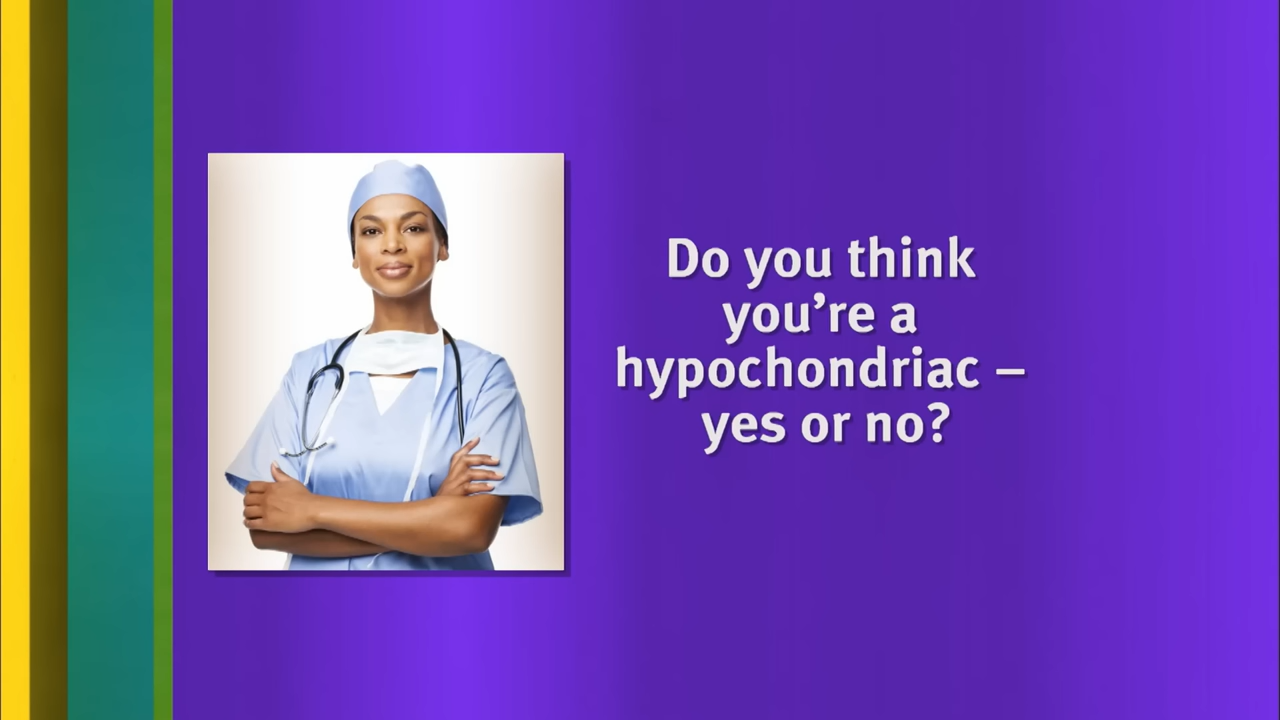 Do you think
you’re a
hypochondriac –
yes or no?